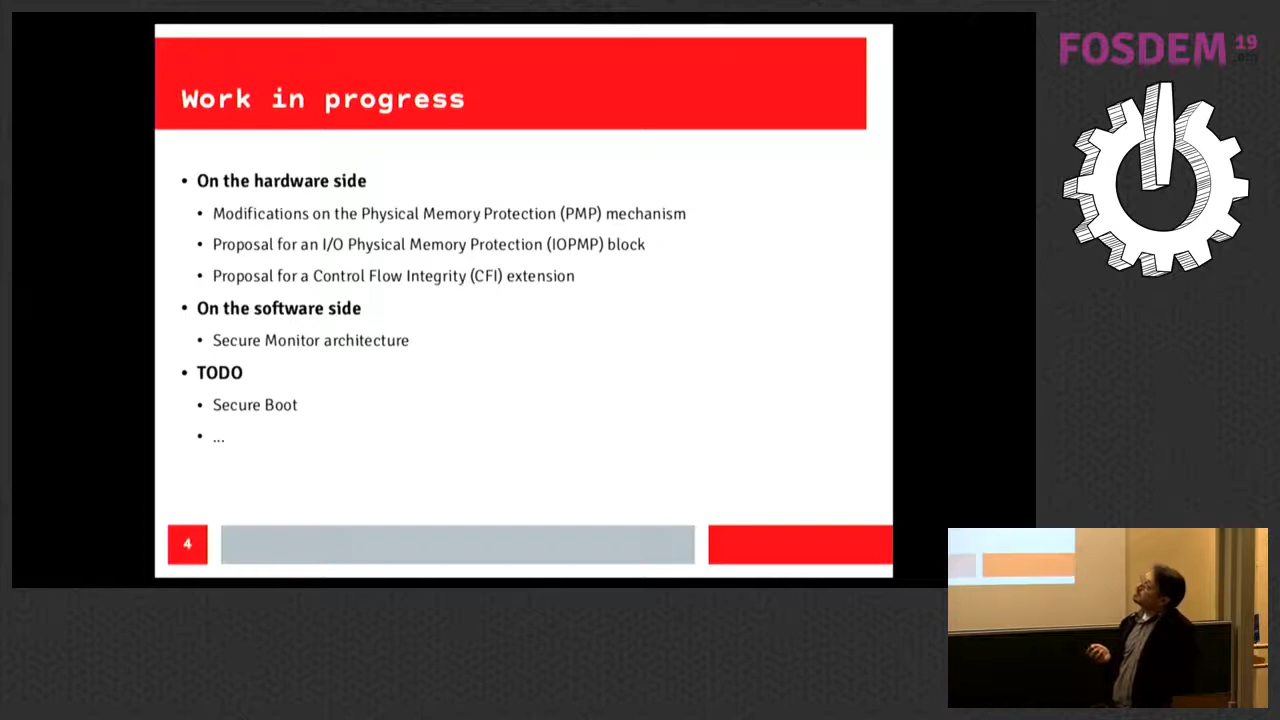 Work in progress
• On the hardware side
• Modifications on the Physical Memory Protection (PMP) mechanism
• Proposal for an I/O Physical Memory Protection (IOPMP) block
• Proposal for a Control Flow Integrity (CFI) extension
• On the software side
• Secure Monitor architecture
• TODO
• Secure Boot
• ...
4
FOSDEM 19
.org